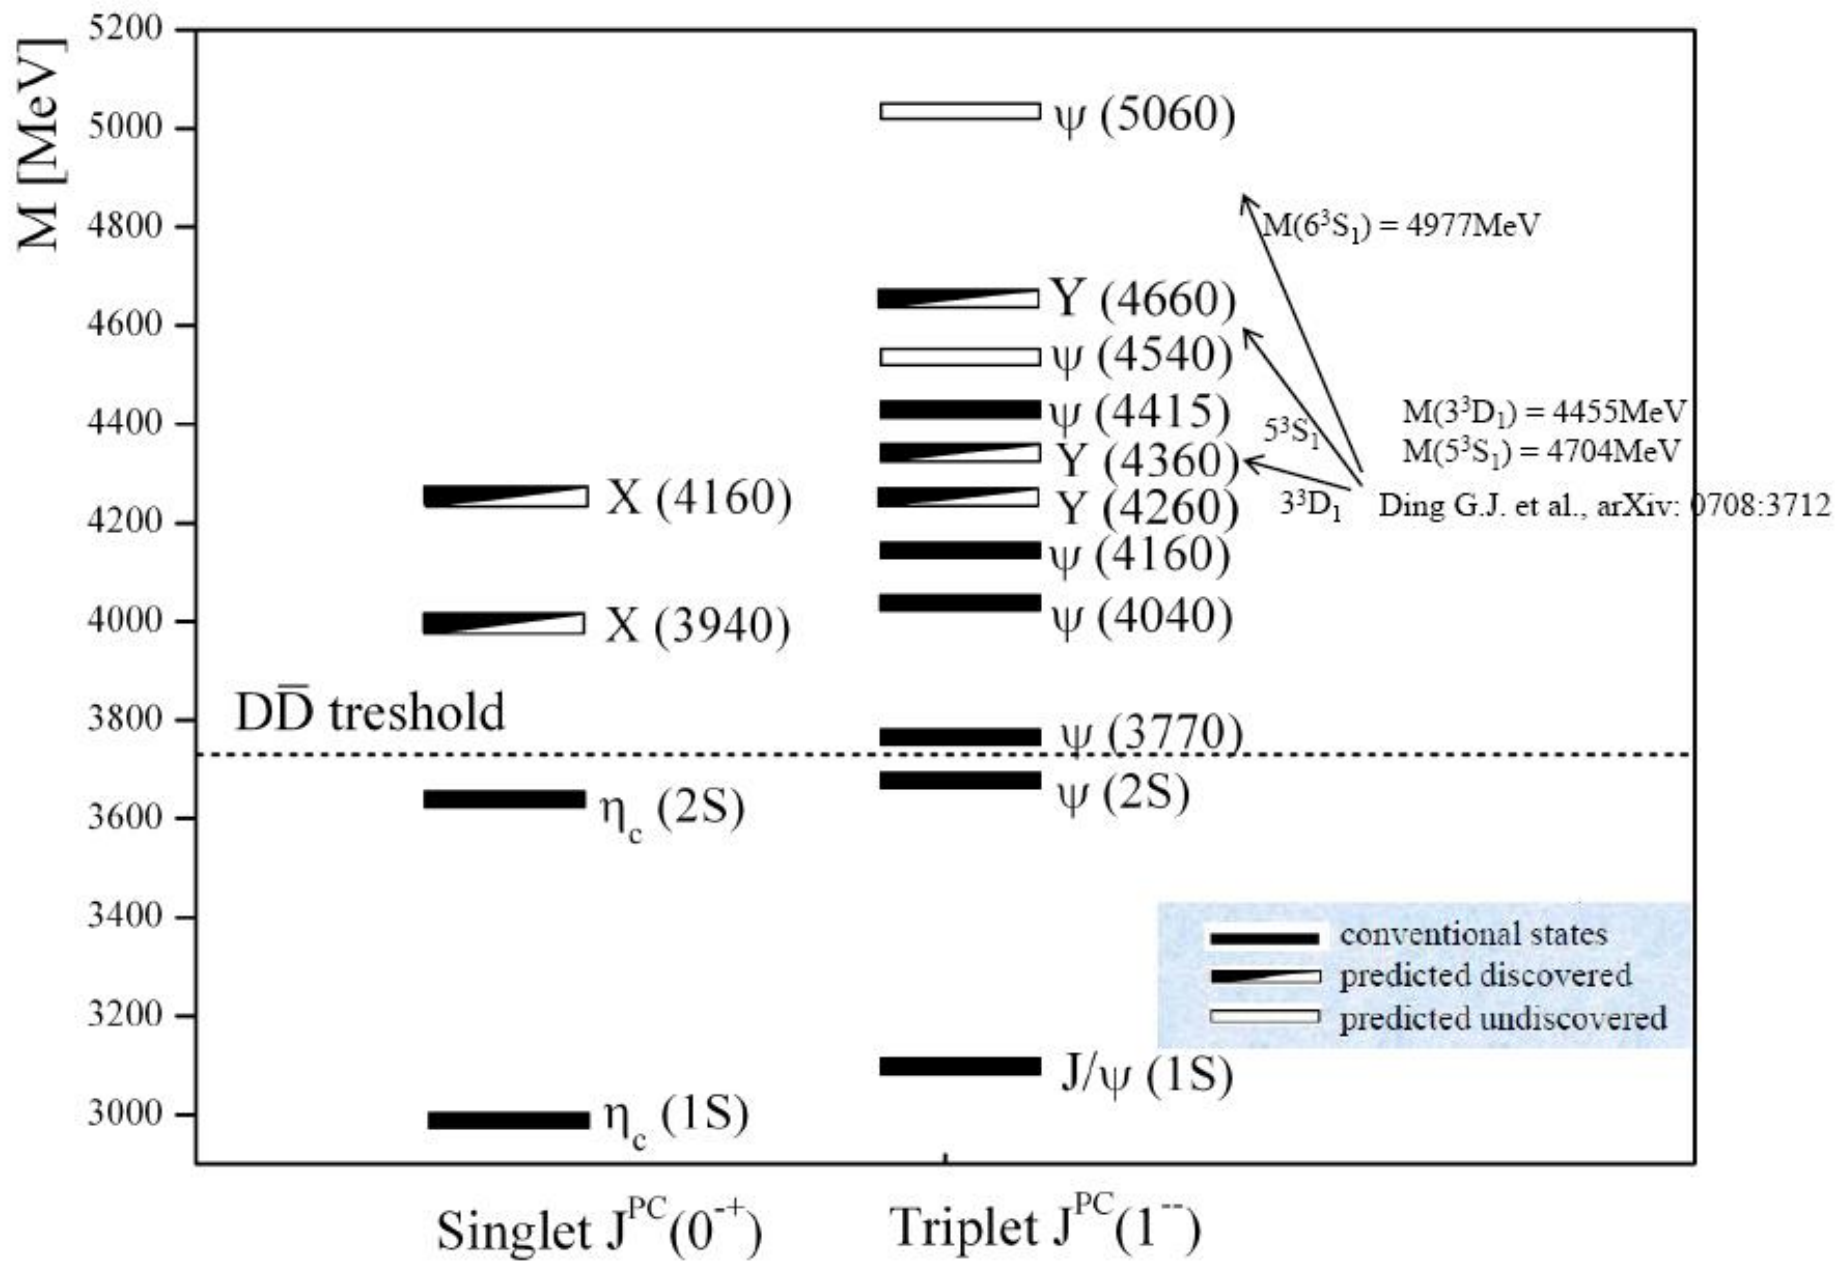 M [MeV]
5200
5000
4800
4600
4400
4200
4000
3800
3600
3400
3200
3000
ψ (5060)
M(6³S₁) = 4977MeV
Y (4660)
ψ (4540)
ψ (4415)
M(3³D₁) = 4455MeV
5³S₁
M(5³S₁) = 4704MeV
Y (4360)
X (4160)
Y (4260)
3³D₁
Ding G.J. et al., arXiv: 0708:3712
ψ (4160)
X (3940)
ψ (4040)
DD̅ treshold
ψ (3770)
η_c (2S)
ψ (2S)
conventional states
predicted discovered
predicted undiscovered
J/ψ (1S)
η_c (1S)
Singlet J^PC(0^-+)
Triplet J^PC(1^--)